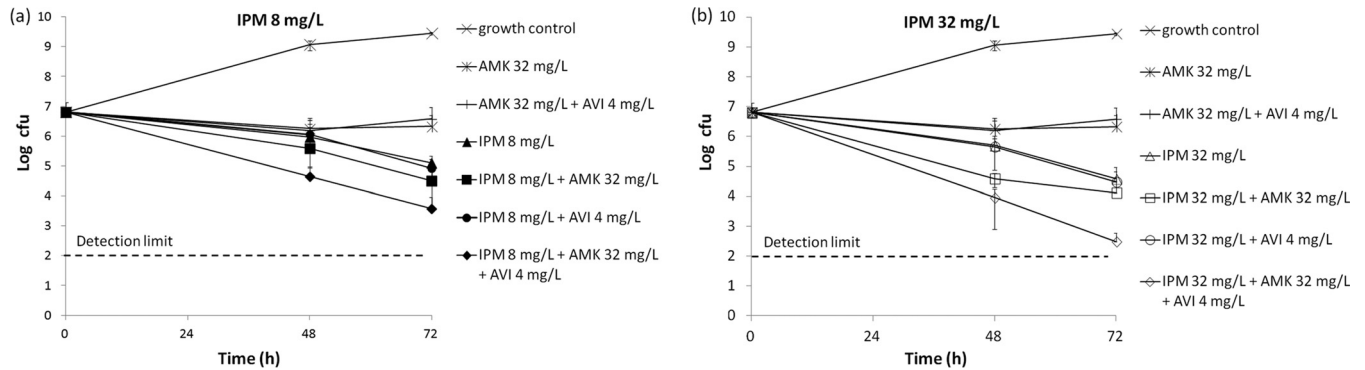 (a)
IPM 8 mg/L
10
9
8
7
6
5
4
3
2
1
0
Log cfu
Detection limit
0
24
48
72
Time (h)
growth control
AMK 32 mg/L
AMK 32 mg/L + AVI 4 mg/L
IPM 8 mg/L
IPM 8 mg/L + AMK 32 mg/L
IPM 8 mg/L + AVI 4 mg/L
IPM 8 mg/L + AMK 32 mg/L
+ AVI 4 mg/L
(b)
IPM 32 mg/L
10
9
8
7
6
5
4
3
2
1
0
Log cfu
Detection limit
0
24
48
72
Time (h)
growth control
AMK 32 mg/L
AMK 32 mg/L + AVI 4 mg/L
IPM 32 mg/L
IPM 32 mg/L + AMK 32 mg/L
IPM 32 mg/L + AVI 4 mg/L
IPM 32 mg/L + AMK 32 mg/L
+ AVI 4 mg/L